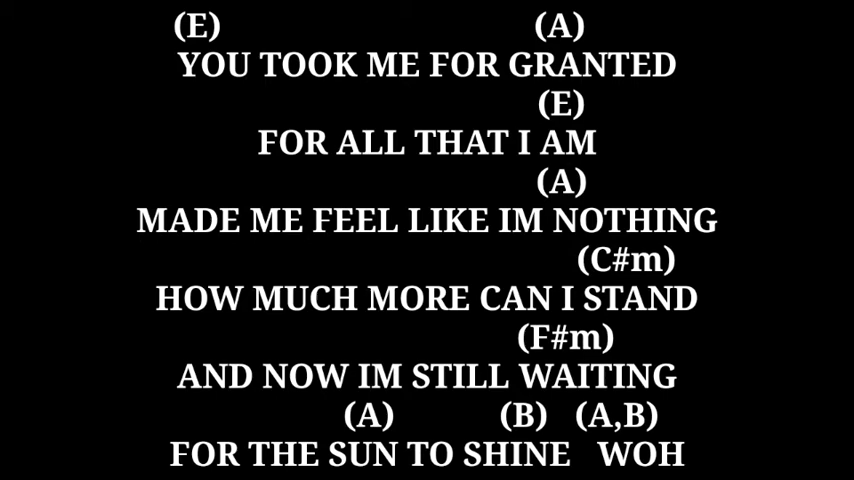 (E) (A)
YOU TOOK ME FOR GRANTED
(E)
FOR ALL THAT I AM
(A)
MADE ME FEEL LIKE IM NOTHING
(C#m)
HOW MUCH MORE CAN I STAND
(F#m)
AND NOW IM STILL WAITING
(A) (B) (A,B)
FOR THE SUN TO SHINE WOH